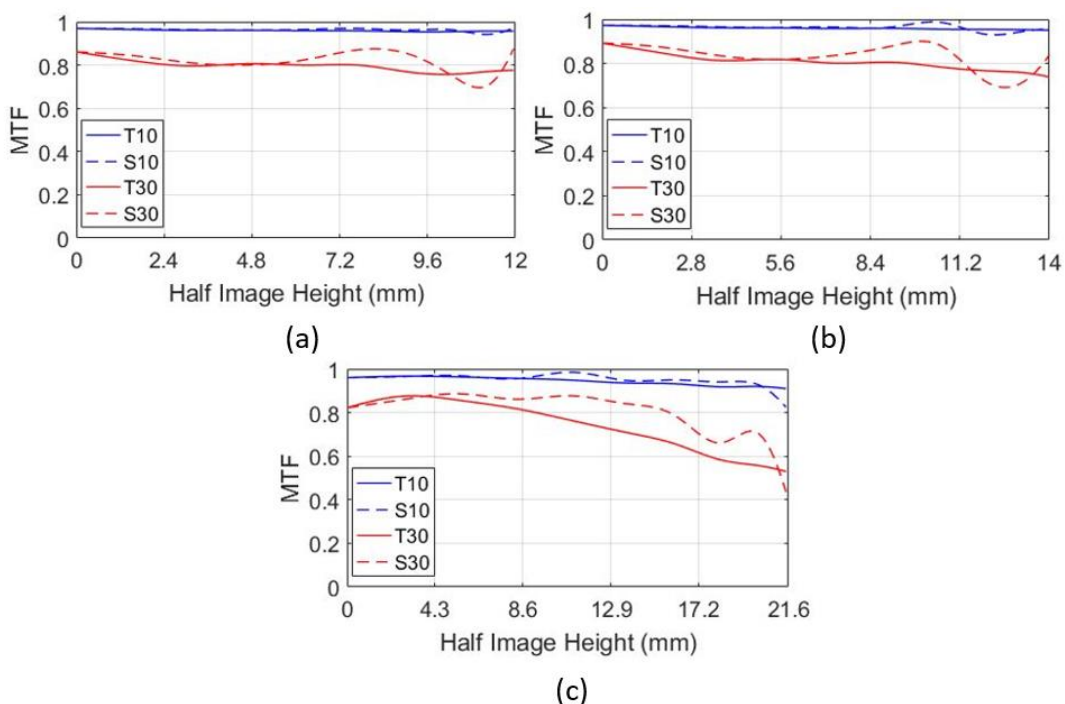 1
0.8
0.6
0.4
0.2
0
MTF
T10
S10
T30
S30
0 2.4 4.8 7.2 9.6 12
Half Image Height (mm)
(a)
1
0.8
0.6
0.4
0.2
0
MTF
T10
S10
T30
S30
0 2.8 5.6 8.4 11.2 14
Half Image Height (mm)
(b)
1
0.8
0.6
0.4
0.2
0
MTF
T10
S10
T30
S30
0 4.3 8.6 12.9 17.2 21.6
Half Image Height (mm)
(c)